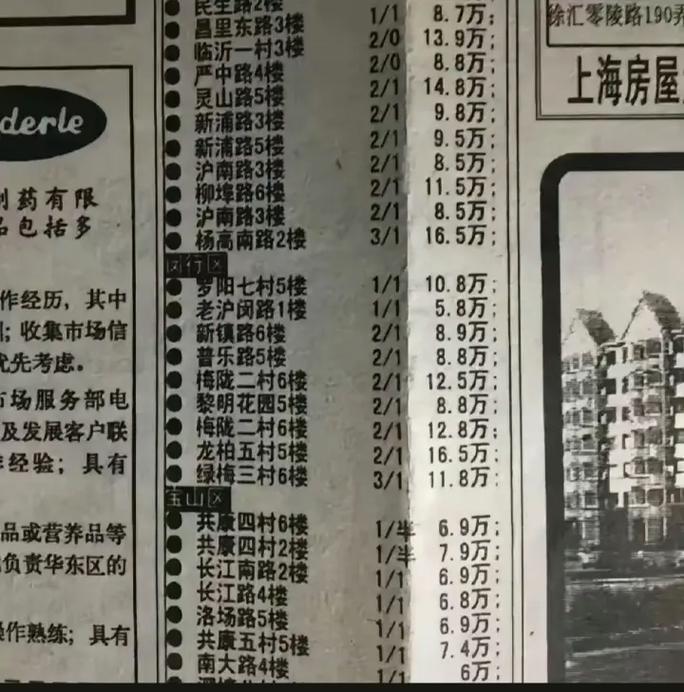 民生路2楼 1/1 8.7万;
昌里东路3楼 2/0 13.9万;
临沂一村3楼 2/0 8.8万;
严中路4楼 2/1 14.8万;
灵山路5楼 2/1 9.8万;
新浦路3楼 2/1 9.5万;
新浦路5楼 2/1 8.5万;
沪南路3楼 2/1 11.5万;
柳埠路6楼 2/1 8.5万;
沪南路3楼
杨高南路2楼 3/1 16.5万;
闵行区
罗阳七村5楼 1/1 10.8万;
老沪闵路1楼 1/1 5.8万;
新镇路6楼 2/1 8.9万;
普乐路5楼 2/1 8.8万;
梅陇二村6楼 2/1 12.5万;
黎明花园5楼 2/1 8.8万;
梅陇二村6楼 2/1 12.8万;
龙柏五村5楼 2/1 16.5万;
绿梅三村6楼 3/1 11.8万;
宝山区
共康四村6楼 1/半 6.9万;
共康四村2楼 1/半 7.9万;
长江南路2楼 1/1 6.9万;
长江路4楼 1/1 6.8万;
洛场路5楼 1/1 6.9万;
共康五村5楼 1/1 7.4万;
南大路4楼 1/1 6万;
derle
制药有限
品包括多
作经历，其中
；收集市场信
优先考虑。
市场服务部电
及发展客户联
作经验；具有
品或营养品等
负责华东区的
操作熟练；具有
徐汇零陵路190弄
上海房屋